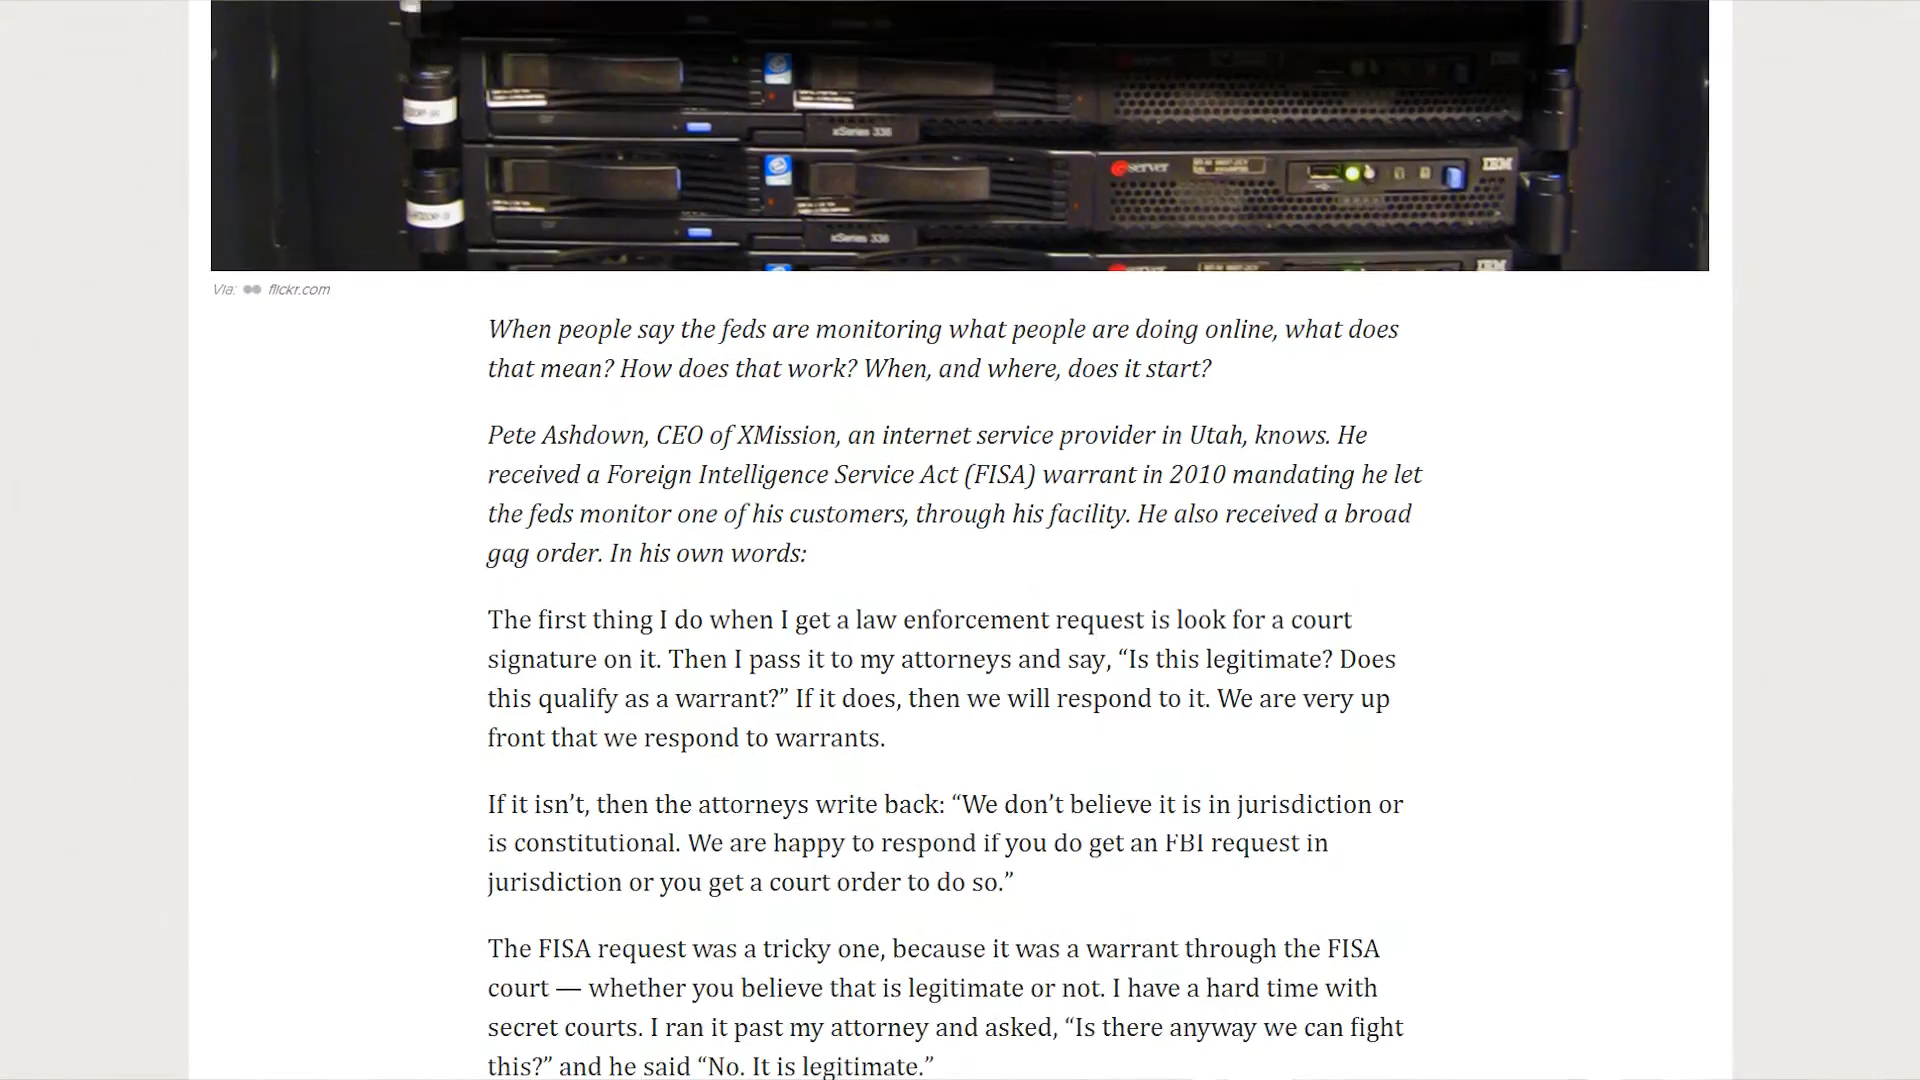 xSeries 336
server
IBM
xSeries 336
IBM
Via: flickr.com
When people say the feds are monitoring what people are doing online, what does
that mean? How does that work? When, and where, does it start?
Pete Ashdown, CEO of XMission, an internet service provider in Utah, knows. He
received a Foreign Intelligence Service Act (FISA) warrant in 2010 mandating he let
the feds monitor one of his customers, through his facility. He also received a broad
gag order. In his own words:
The first thing I do when I get a law enforcement request is look for a court
signature on it. Then I pass it to my attorneys and say, “Is this legitimate? Does
this qualify as a warrant?” If it does, then we will respond to it. We are very up
front that we respond to warrants.
If it isn’t, then the attorneys write back: “We don’t believe it is in jurisdiction or
is constitutional. We are happy to respond if you do get an FBI request in
jurisdiction or you get a court order to do so.”
The FISA request was a tricky one, because it was a warrant through the FISA
court — whether you believe that is legitimate or not. I have a hard time with
secret courts. I ran it past my attorney and asked, “Is there anyway we can fight
this?” and he said “No. It is legitimate.”